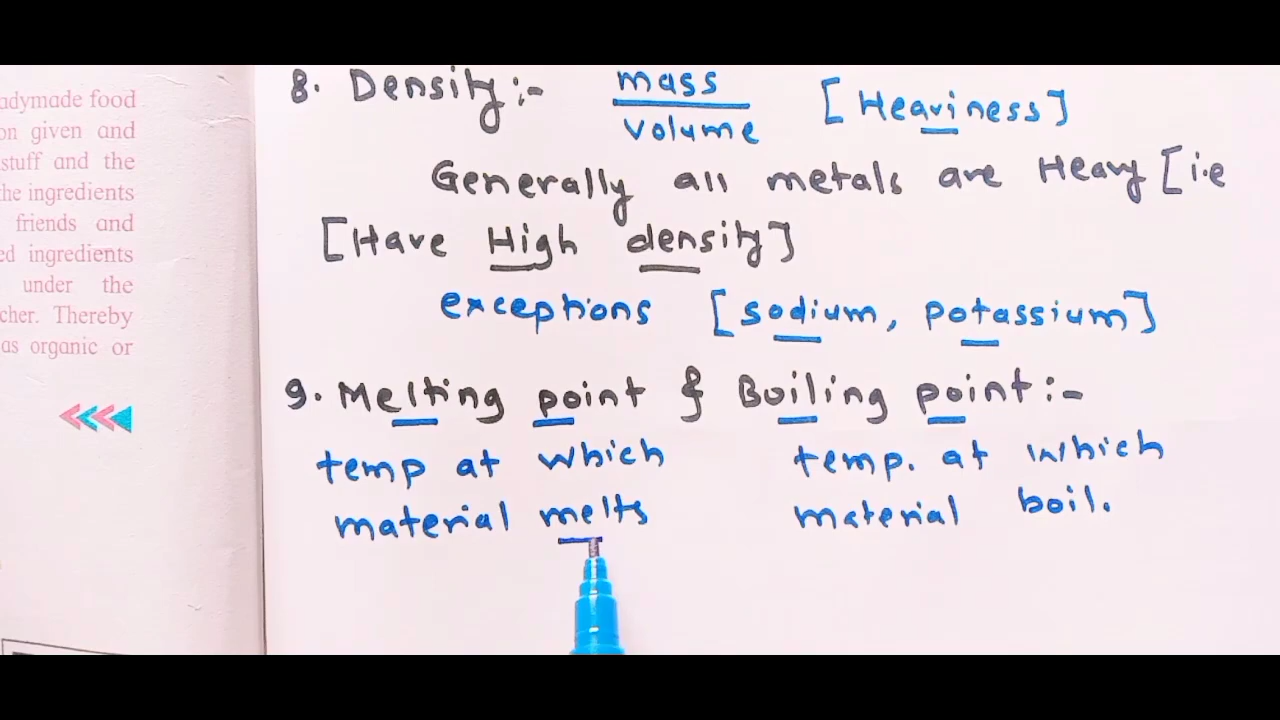 adymade food
on given and
stuff and the
he ingredients
friends and
ed ingredients
under the
cher. Thereby
as organic or
8. Density:- mass / volume [Heaviness]
Generally all metals are Heavy [i.e
[Have High density]
exceptions [sodium, potassium]
9. Melting point & Boiling point:-
temp at which temp. at which
material melts material boil.